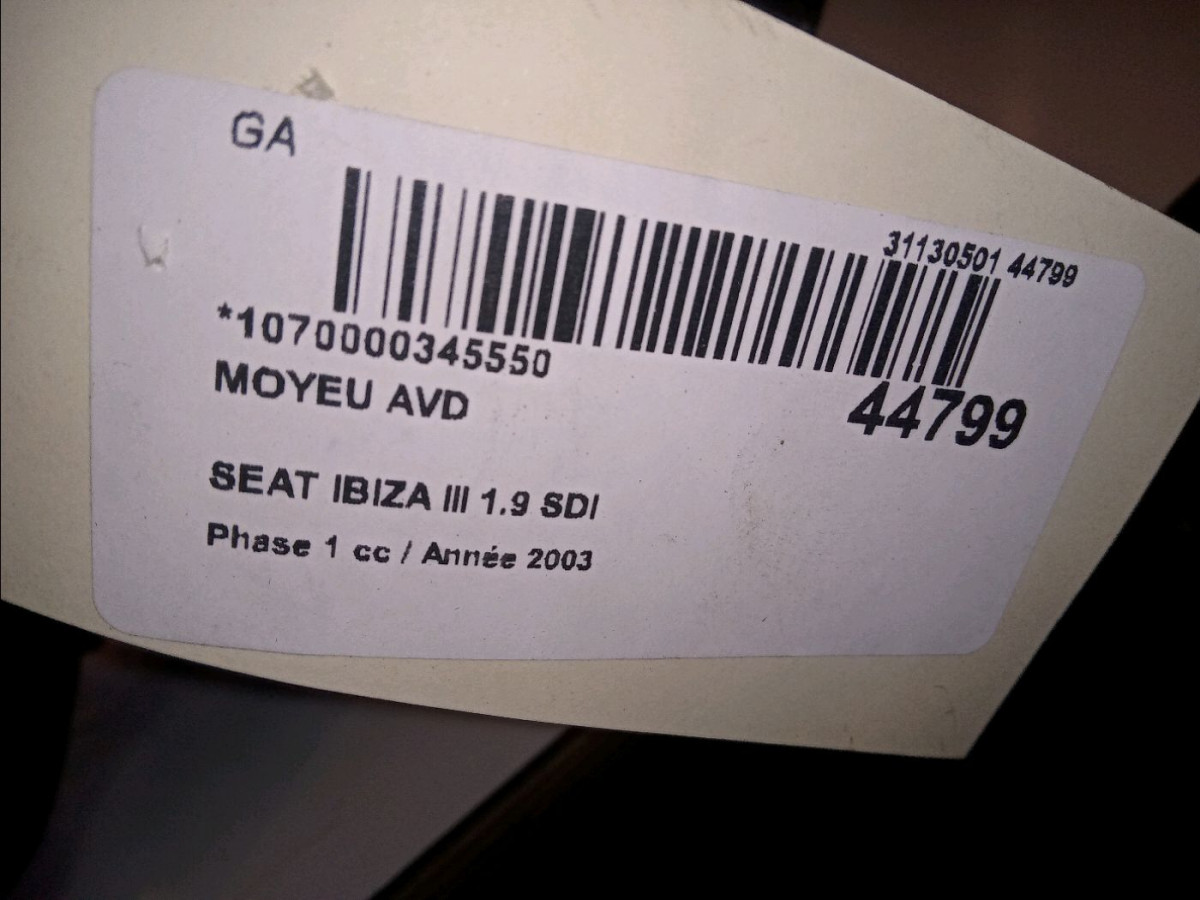 GA
31130501 44799
*1070000345550
MOYEU AVD
44799
SEAT IBIZA III 1.9 SDI
Phase 1 cc / Année 2003